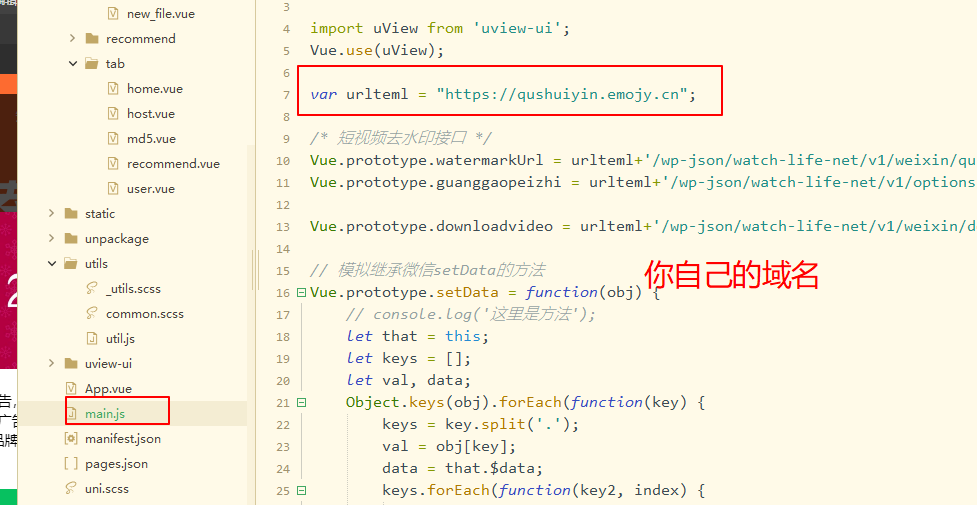 new_file.vue
recommend
tab
home.vue
host.vue
md5.vue
recommend.vue
user.vue
static
unpackage
utils
_utils.scss
common.scss
util.js
uview-ui
App.vue
main.js
manifest.json
pages.json
uni.scss
告,
广告
品牌
2
3
4 import uView from 'uview-ui';
5 Vue.use(uView);
6
7 var urlteml = "https://qushuiyin.emojy.cn";
8
9 /* 短视频去水印接口 */
10 Vue.prototype.watermarkUrl = urlteml+'/wp-json/watch-life-net/v1/weixin/qu
11 Vue.prototype.guanggaopeizhi = urlteml+'/wp-json/watch-life-net/v1/options
12
13 Vue.prototype.downloadvideo = urlteml+'/wp-json/watch-life-net/v1/weixin/d
14
15 // 模拟继承微信setData的方法
你自己的域名
16 Vue.prototype.setData = function(obj) {
17 // console.log('这里是方法');
18 let that = this;
19 let keys = [];
20 let val, data;
21 Object.keys(obj).forEach(function(key) {
22 keys = key.split('.');
23 val = obj[key];
24 data = that.$data;
25 keys.forEach(function(key2, index) {